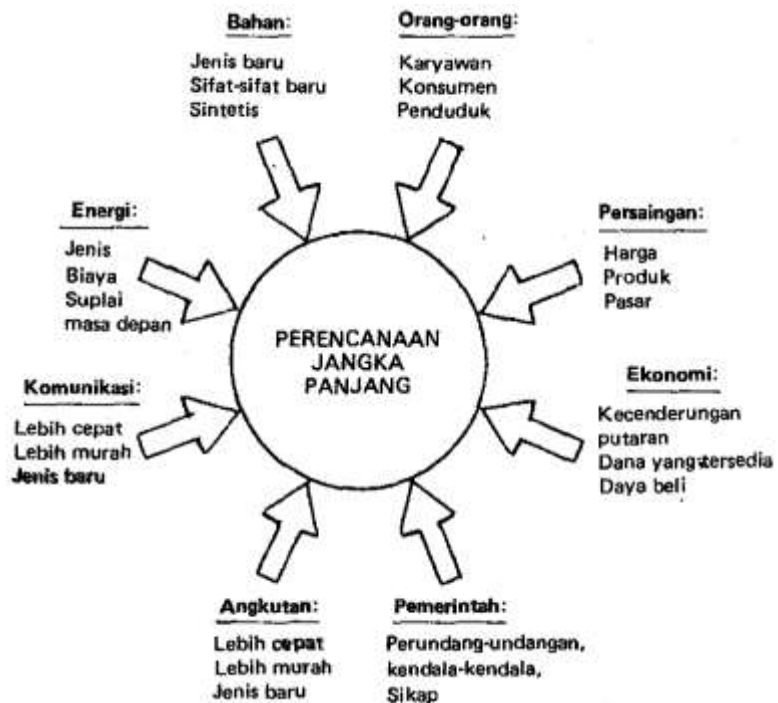 Bahan:
Jenis baru
Sifat-sifat baru
Sintetis
Orang-orang:
Karyawan
Konsumen
Penduduk
Energi:
Jenis
Biaya
Suplai
masa depan
Persaingan:
Harga
Produk
Pasar
PERENCANAAN
JANGKA
PANJANG
Komunikasi:
Lebih cepat
Lebih murah
Jenis baru
Ekonomi:
Kecenderungan
putaran
Dana yang tersedia
Daya beli
Angkutan:
Lebih cepat
Lebih murah
Jenis baru
Pemerintah:
Perundang-undangan,
kendala-kendala,
Sikap